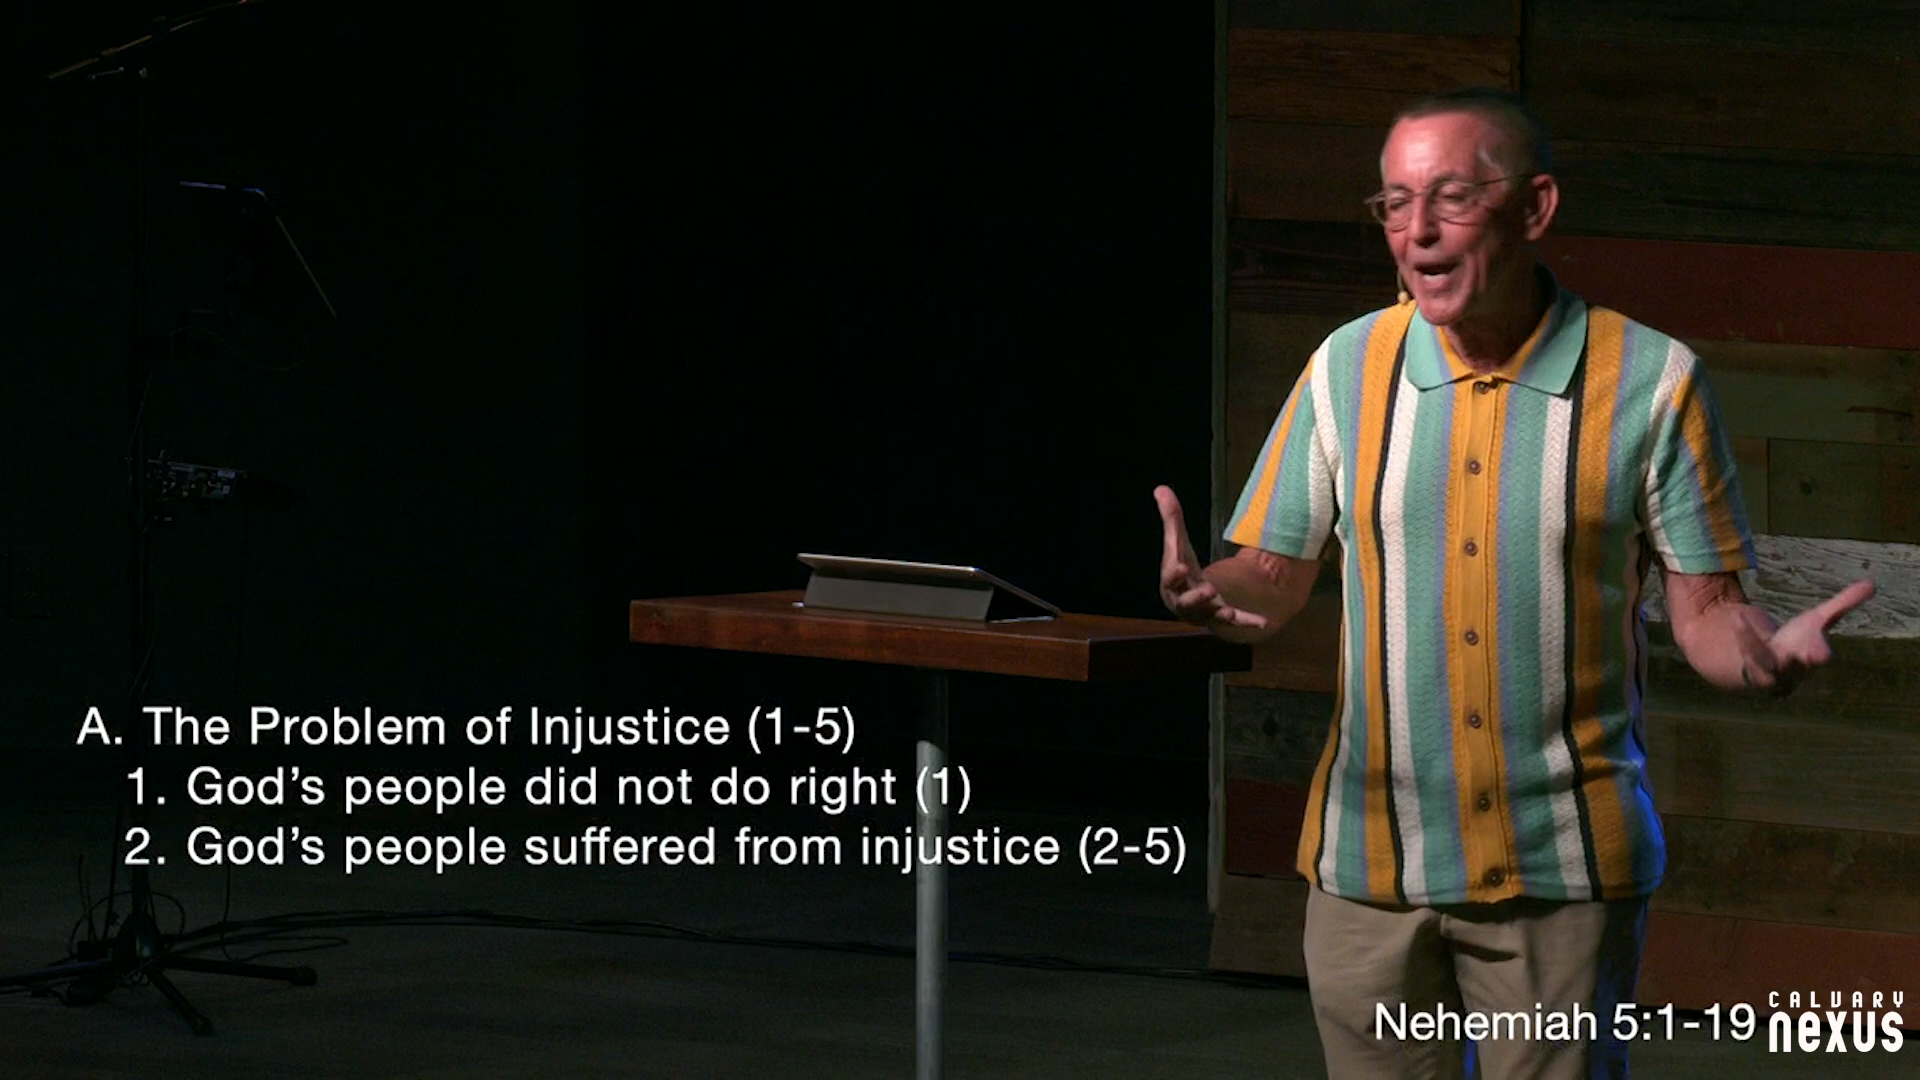 A. The Problem of Injustice (1-5)
1. God’s people did not do right (1)
2. God’s people suffered from injustice (2-5)
Nehemiah 5:1-19
CALVARY
nexus